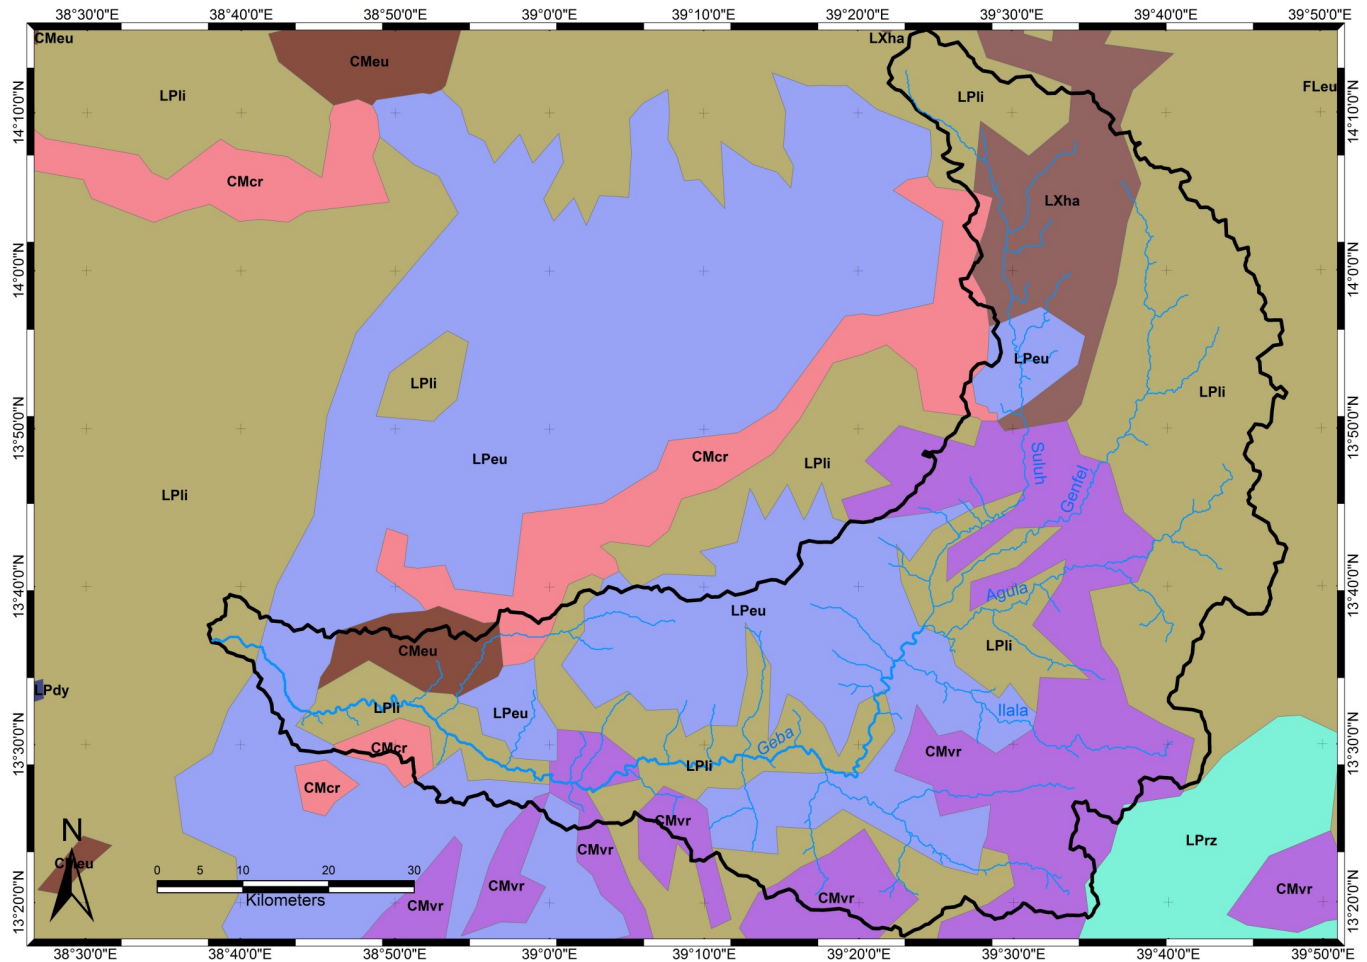 38°30'0"E 38°40'0"E 38°50'0"E 39°0'0"E 39°10'0"E 39°20'0"E 39°30'0"E 39°40'0"E 39°50'0"E
CMeu LXha
CMeu
FLeu
LPli LPli
14°10'0"N 14°10'0"N
CMcr
LXha
14°0'0"N 14°0'0"N
LPeu
LPli LPli
13°50'0"N 13°50'0"N
LPeu CMcr LPli Suluh
LPli Genfel
13°40'0"N 13°40'0"N
Agula
LPeu
CMeu LPli
LPdy
LPli LPeu Ilala
13°30'0"N CMcr Geba CMvr 13°30'0"N
LPli
CMcr
N CMvr
LPrz
CMvr
CMeu
0 5 10 20 30
Kilometers
13°20'0"N CMvr CMvr CMvr CMvr 13°20'0"N
38°30'0"E 38°40'0"E 38°50'0"E 39°0'0"E 39°10'0"E 39°20'0"E 39°30'0"E 39°40'0"E 39°50'0"E